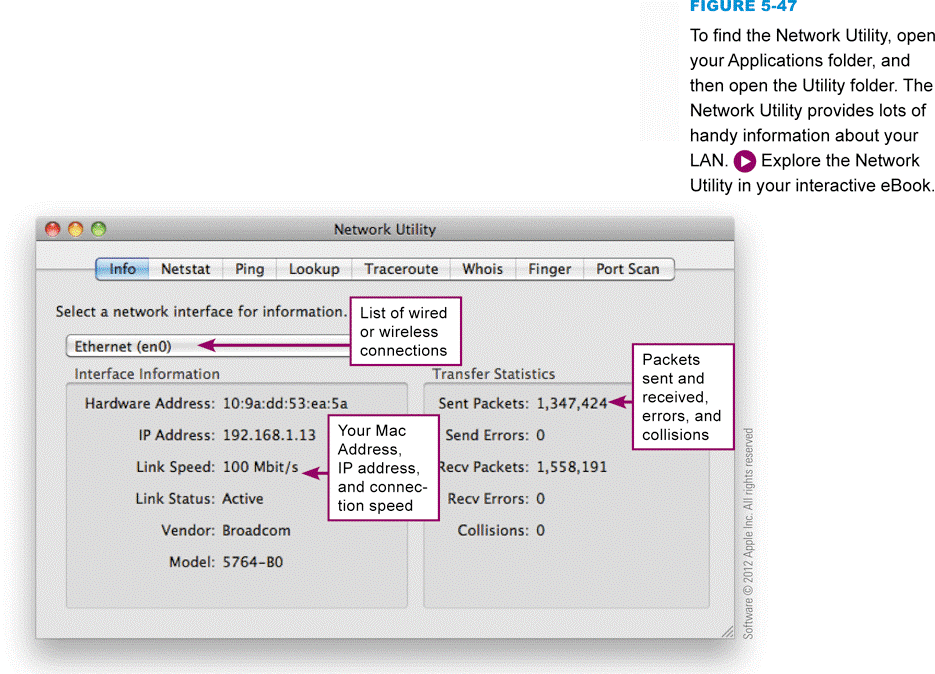 FIGURE 5-47
To find the Network Utility, open
your Applications folder, and
then open the Utility folder. The
Network Utility provides lots of
handy information about your
LAN. Explore the Network
Utility in your interactive eBook.
Network Utility
Info Netstat Ping Lookup Traceroute Whois Finger Port Scan
Select a network interface for information.
List of wired
or wireless
connections
Ethernet (en0)
Interface Information
Hardware Address: 10:9a:dd:53:ea:5a
IP Address: 192.168.1.13
Link Speed: 100 Mbit/s
Link Status: Active
Vendor: Broadcom
Model: 5764-B0
Your Mac
Address,
IP address,
and connec-
tion speed
Transfer Statistics
Sent Packets: 1,347,424
Send Errors: 0
Recv Packets: 1,558,191
Recv Errors: 0
Collisions: 0
Packets
sent and
received,
errors, and
collisions
Software © 2012 Apple Inc. All rights reserved